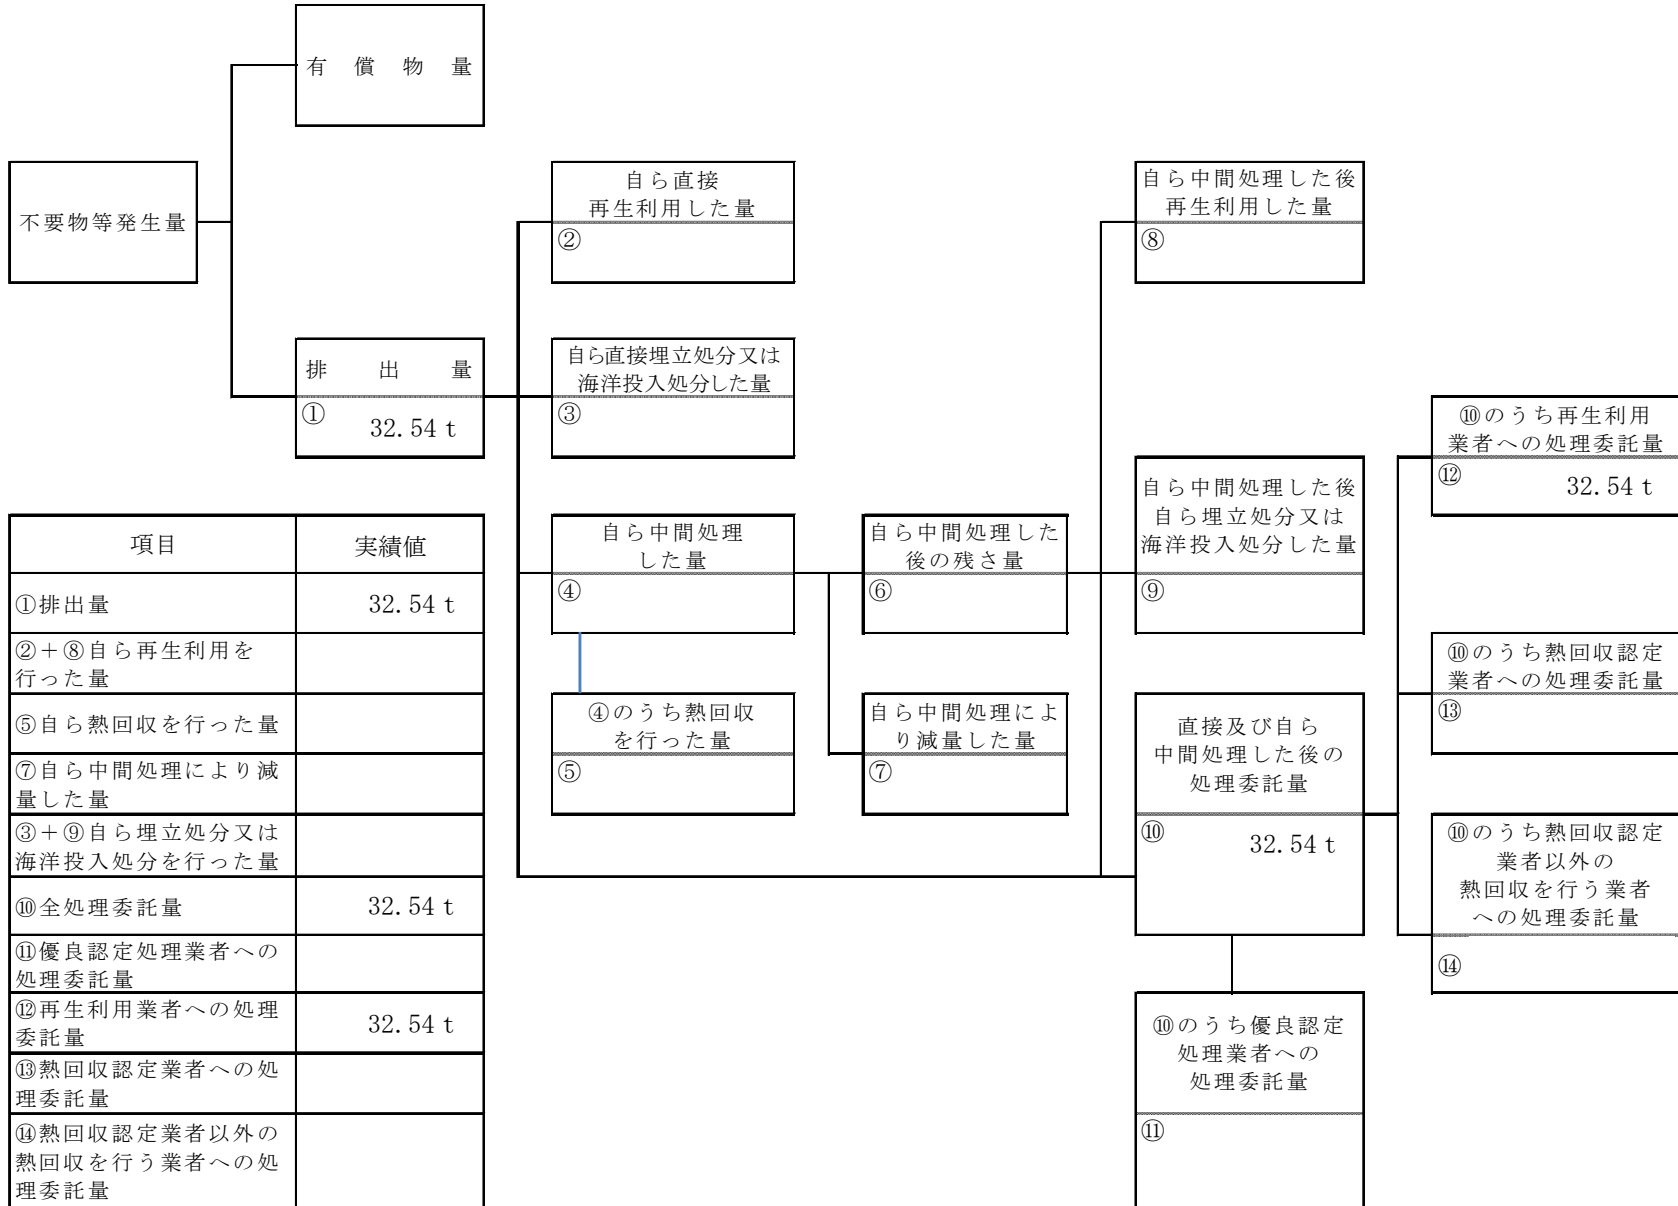 有償物量
不要物等発生量
自ら直接
再生利用した量
②
自ら中間処理した後
再生利用した量
⑧
排出量
①
32.54 t
自ら直接埋立処分又は
海洋投入処分した量
③
⑩のうち再生利用
業者への処理委託量
⑫
32.54 t
自ら中間処理
した量
④
自ら中間処理した
後の残さ量
⑥
自ら中間処理した後
自ら埋立処分又は
海洋投入処分した量
⑨
⑩のうち熱回収認定
業者への処理委託量
⑬
④のうち熱回収
を行った量
⑤
自ら中間処理によ
り減量した量
⑦
直接及び自ら
中間処理した後の
処理委託量
⑩
32.54 t
⑩のうち熱回収認定
業者以外の
熱回収を行う業者
への処理委託量
⑭
⑩のうち優良認定
処理業者への
処理委託量
⑪
項目 実績値
①排出量 32.54 t
②＋⑧自ら再生利用を
行った量
⑤自ら熱回収を行った量
⑦自ら中間処理により減
量した量
③＋⑨自ら埋立処分又は
海洋投入処分を行った量
⑩全処理委託量 32.54 t
⑪優良認定処理業者への
処理委託量
⑫再生利用業者への処理
委託量 32.54 t
⑬熱回収認定業者への処
理委託量
⑭熱回収認定業者以外の
熱回収を行う業者への処
理委託量